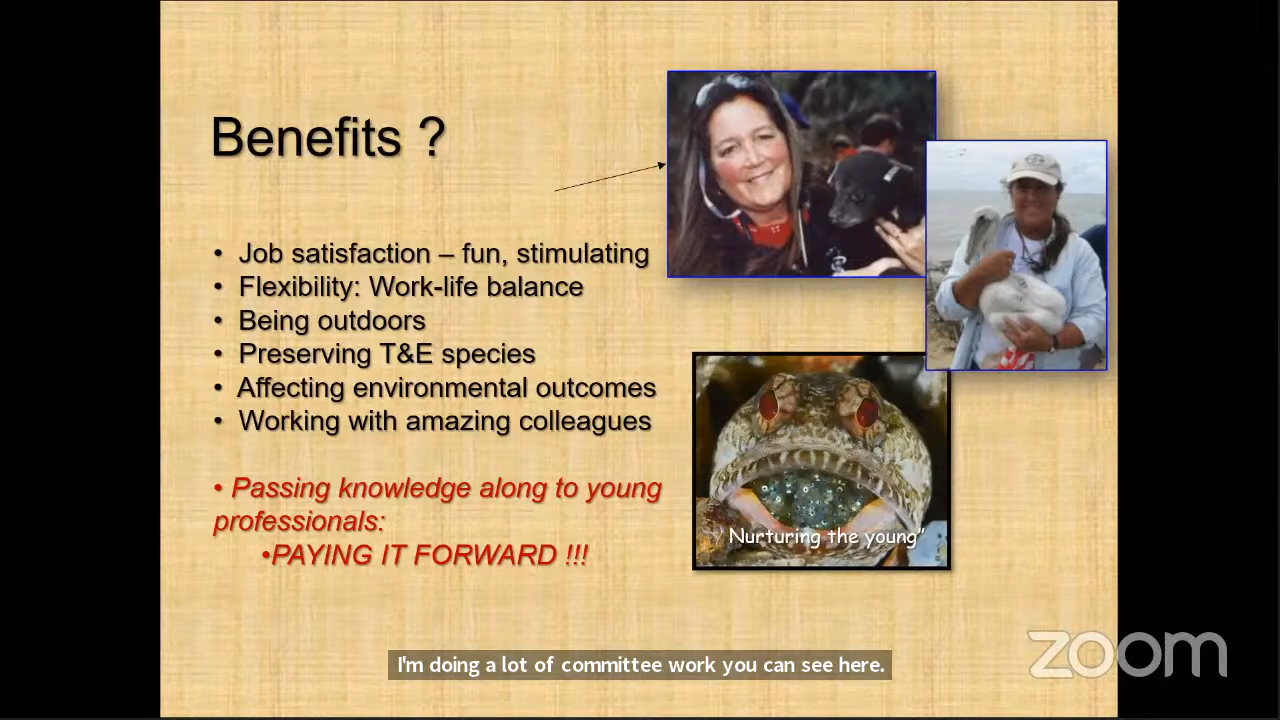 Benefits ?
• Job satisfaction – fun, stimulating
• Flexibility: Work-life balance
• Being outdoors
• Preserving T&E species
• Affecting environmental outcomes
• Working with amazing colleagues
• Passing knowledge along to young
professionals:
•PAYING IT FORWARD !!!
Nurturing the young”
I'm doing a lot of committee work you can see here.
zoom